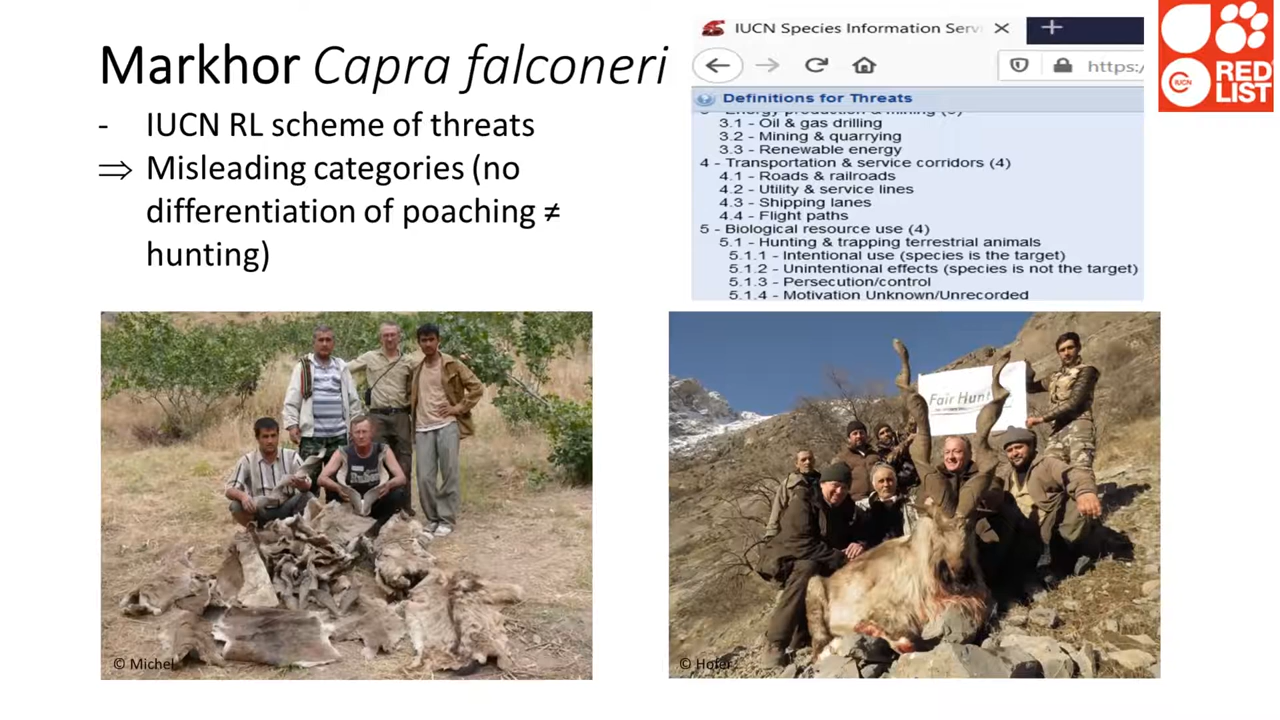 Markhor Capra falconeri
- IUCN RL scheme of threats
⇒ Misleading categories (no
differentiation of poaching ≠
hunting)
IUCN Species Information Serv
https:/
Definitions for Threats
3.1 - Oil & gas drilling
3.2 - Mining & quarrying
3.3 - Renewable energy
4 - Transportation & service corridors (4)
4.1 - Roads & railroads
4.2 - Utility & service lines
4.3 - Shipping lanes
4.4 - Flight paths
5 - Biological resource use (4)
5.1 - Hunting & trapping terrestrial animals
5.1.1 - Intentional use (species is the target)
5.1.2 - Unintentional effects (species is not the target)
5.1.3 - Persecution/control
5.1.4 - Motivation Unknown/Unrecorded
IUCN
RED
LIST
© Michel
Fair Hunt
© Hofer